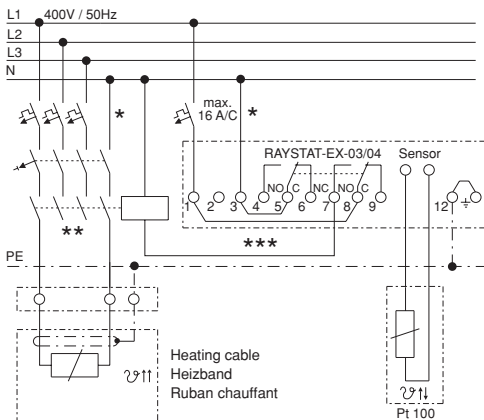 L1 400V / 50Hz
L2
L3
N
*
max.
16 A/C
*
RAYSTAT-EX-03/04 Sensor
NO C NC NO C
1 2 3 4 5 6 7 8 9 12
**
***
PE
Heating cable
Heizband
Ruban chauffant
ϑ↑↑
ϑ↑↓
Pt 100